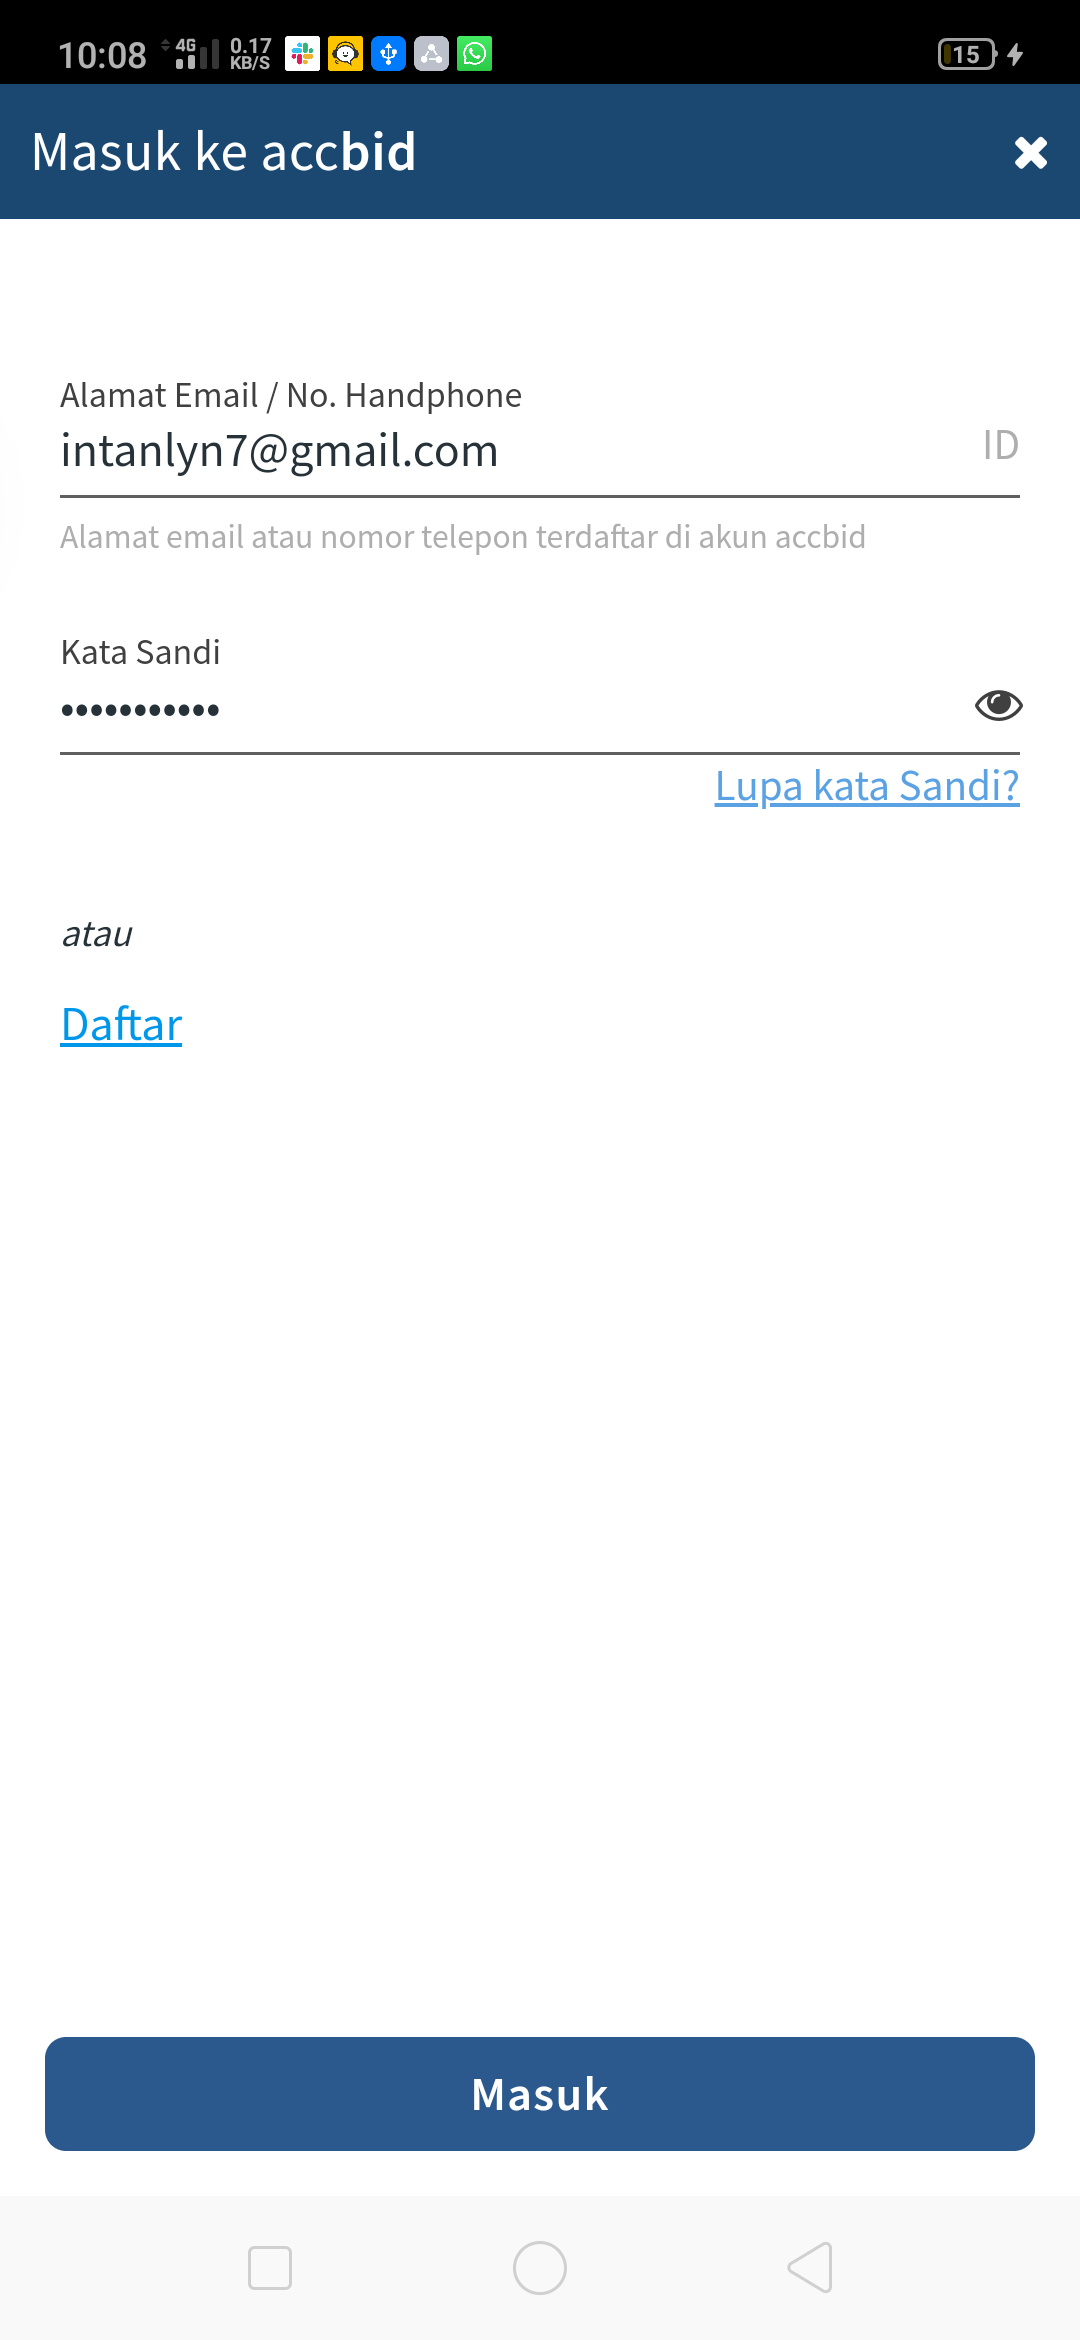 10:08 4G 0.17 KB/S 15
Masuk ke accbid
Alamat Email / No. Handphone
intanlyn7@gmail.com ID
Alamat email atau nomor telepon terdaftar di akun accbid
Kata Sandi
•••••••••••
Lupa kata Sandi?
atau
Daftar
Masuk